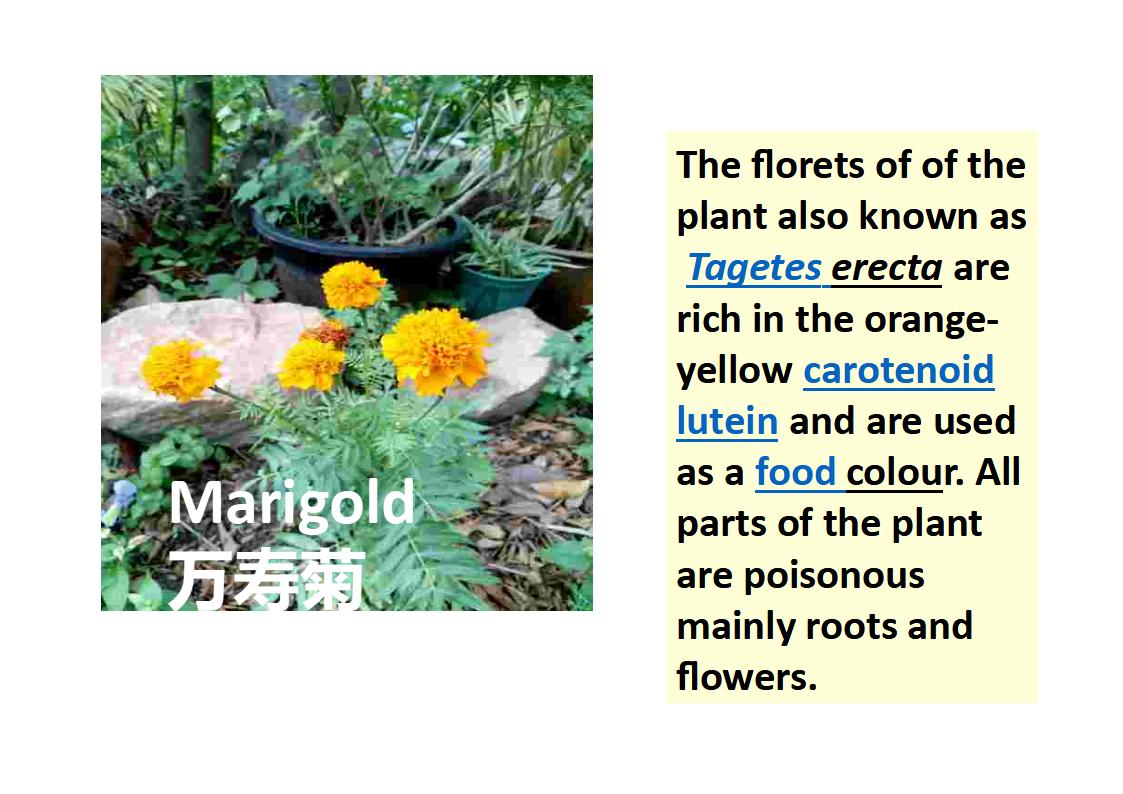 Marigold
万寿菊
The florets of of the
plant also known as
Tagetes erecta are
rich in the orange-
yellow carotenoid
lutein and are used
as a food colour. All
parts of the plant
are poisonous
mainly roots and
flowers.